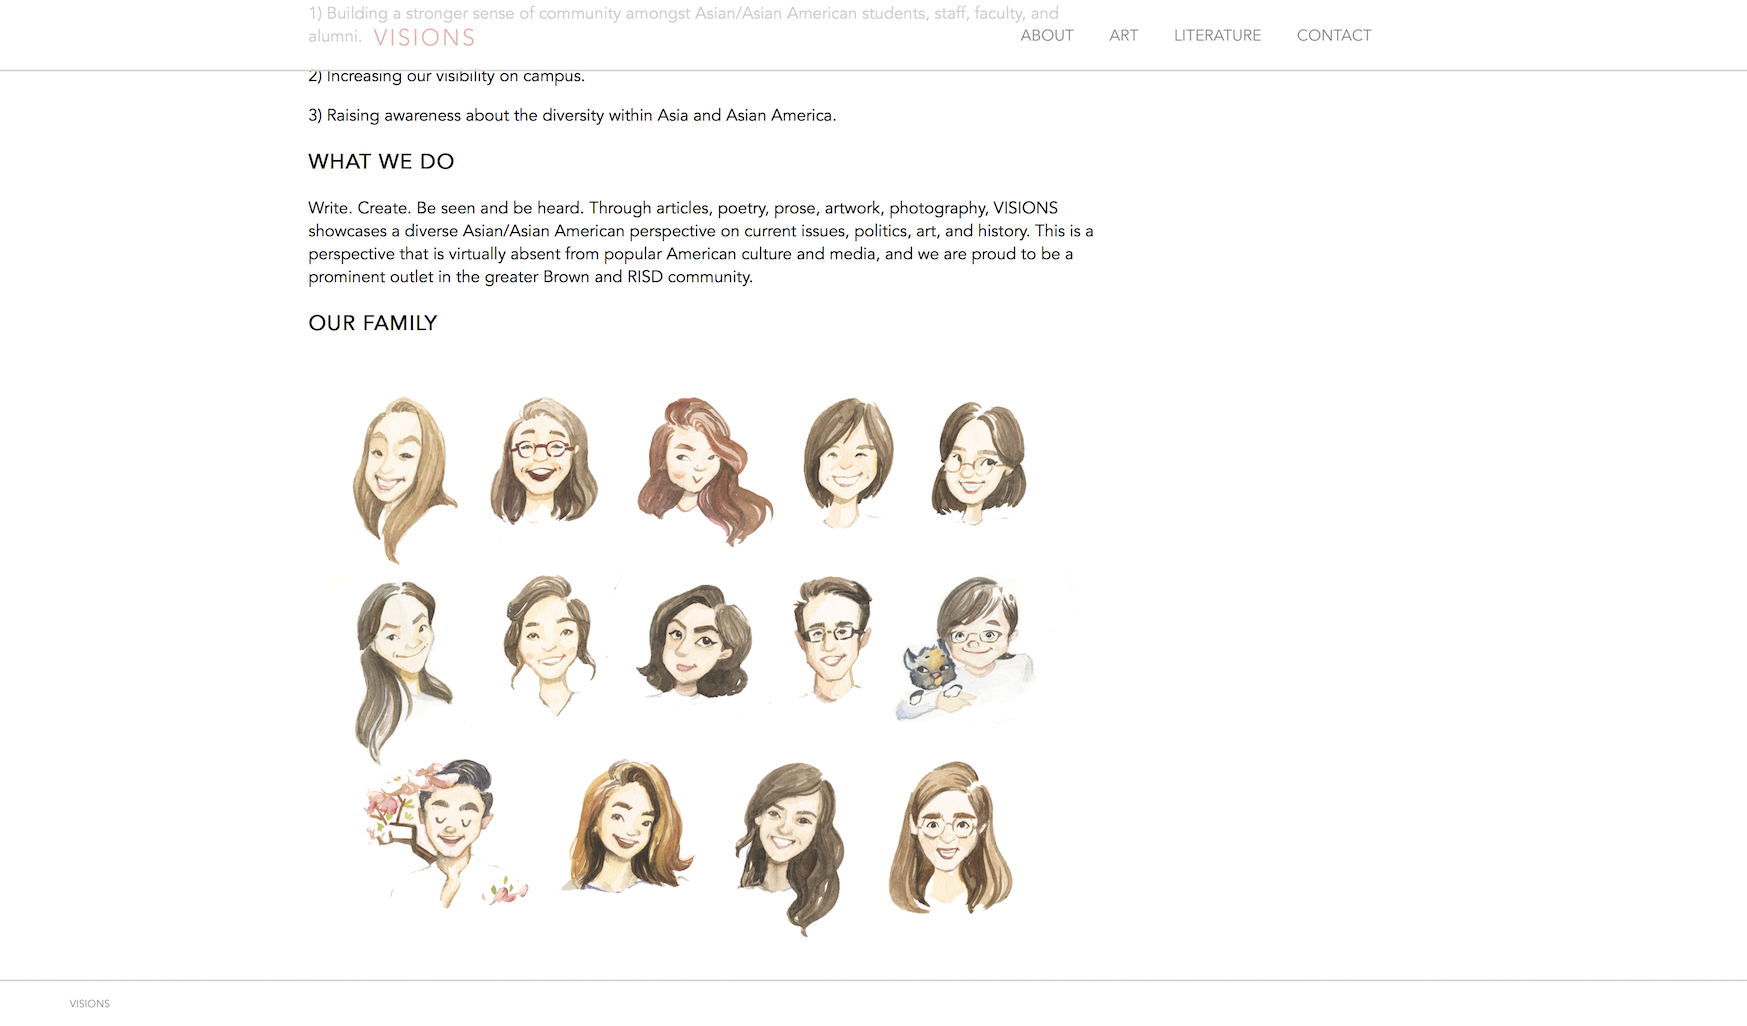 1) Building a stronger sense of community amongst Asian/Asian American students, staff, faculty, and
alumni.
VISIONS
ABOUT
ART
LITERATURE
CONTACT
2) Increasing our visibility on campus.
3) Raising awareness about the diversity within Asia and Asian America.
WHAT WE DO
Write. Create. Be seen and be heard. Through articles, poetry, prose, artwork, photography, VISIONS
showcases a diverse Asian/Asian American perspective on current issues, politics, art, and history. This is a
perspective that is virtually absent from popular American culture and media, and we are proud to be a
prominent outlet in the greater Brown and RISD community.
OUR FAMILY
VISIONS